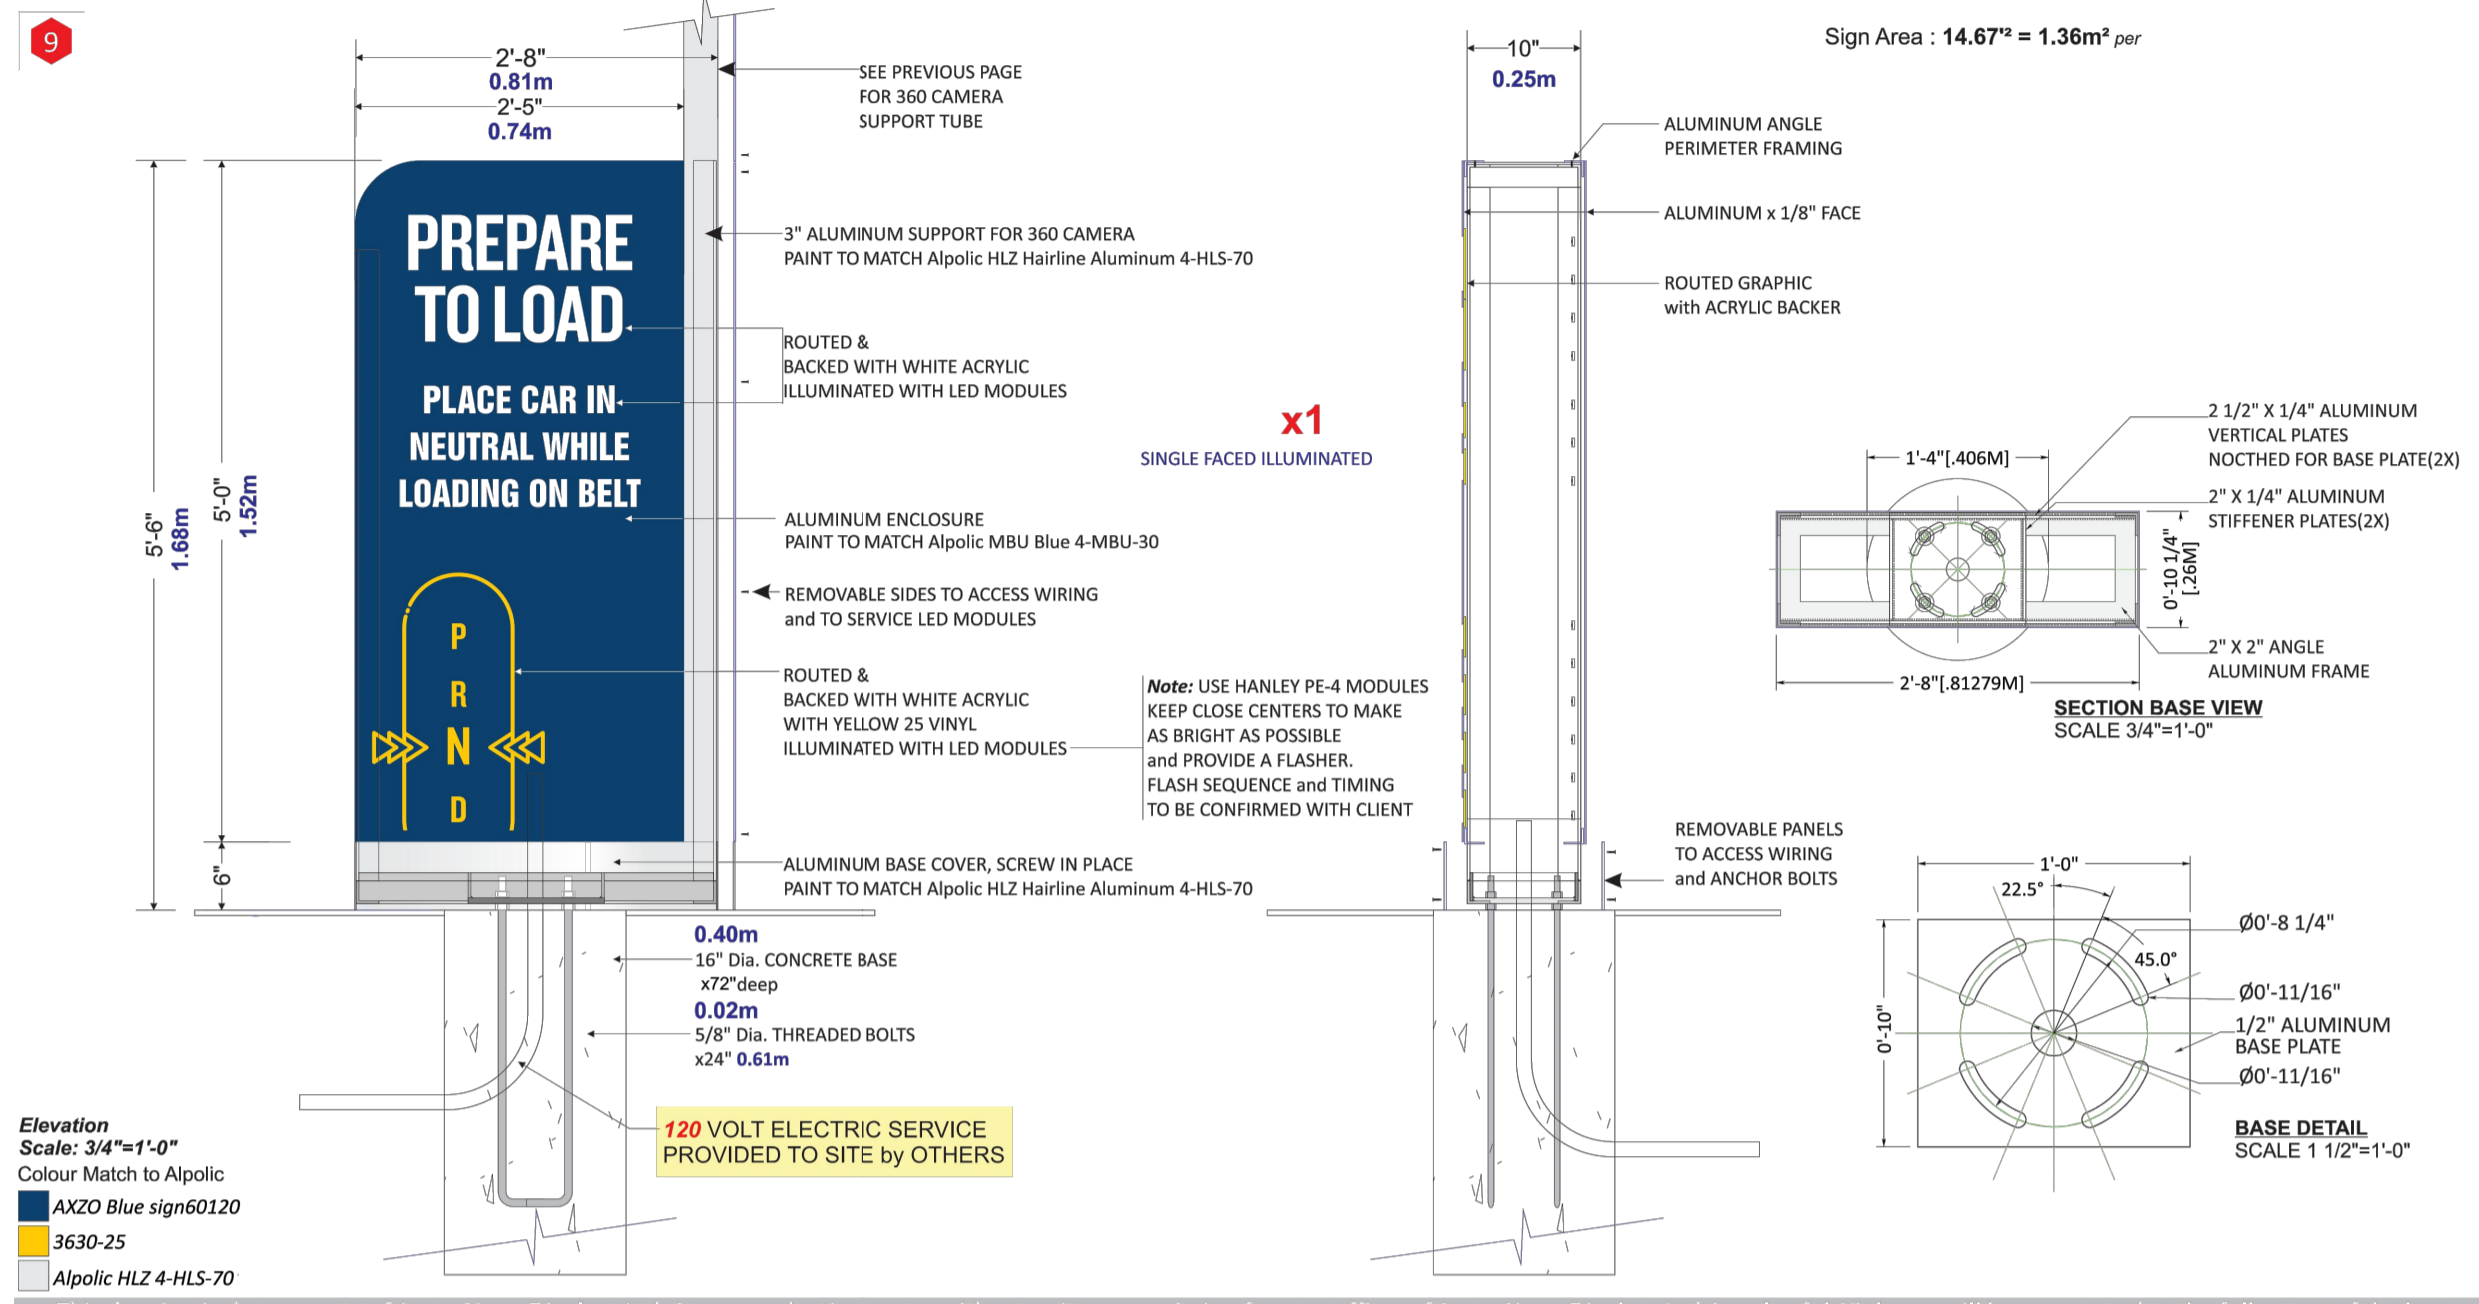 9
2'-8"
0.81m
2'-5"
0.74m
SEE PREVIOUS PAGE
FOR 360 CAMERA
SUPPORT TUBE
5'-6"
1.68m
5'-0"
1.52m
6"
PREPARE
TO LOAD
PLACE CAR IN
NEUTRAL WHILE
LOADING ON BELT
P
R
N
D
3" ALUMINUM SUPPORT FOR 360 CAMERA
PAINT TO MATCH Alpolic HLZ Hairline Aluminum 4-HLS-70
ROUTED &
BACKED WITH WHITE ACRYLIC
ILLUMINATED WITH LED MODULES
ALUMINUM ENCLOSURE
PAINT TO MATCH Alpolic MBU Blue 4-MBU-30
REMOVABLE SIDES TO ACCESS WIRING
and TO SERVICE LED MODULES
ROUTED &
BACKED WITH WHITE ACRYLIC
WITH YELLOW 25 VINYL
ILLUMINATED WITH LED MODULES
Note: USE HANLEY PE-4 MODULES
KEEP CLOSE CENTERS TO MAKE
AS BRIGHT AS POSSIBLE
and PROVIDE A FLASHER.
FLASH SEQUENCE and TIMING
TO BE CONFIRMED WITH CLIENT
ALUMINUM BASE COVER, SCREW IN PLACE
PAINT TO MATCH Alpolic HLZ Hairline Aluminum 4-HLS-70
0.40m
16" Dia. CONCRETE BASE
x72"deep
0.02m
5/8" Dia. THREADED BOLTS
x24" 0.61m
120 VOLT ELECTRIC SERVICE
PROVIDED TO SITE by OTHERS
Elevation
Scale: 3/4"=1'-0"
Colour Match to Alpolic
AXZO Blue sign60120
3630-25
Alpolic HLZ 4-HLS-70
x1
SINGLE FACED ILLUMINATED
10"
0.25m
Sign Area : 14.67'² = 1.36m² per
ALUMINUM ANGLE
PERIMETER FRAMING
ALUMINUM x 1/8" FACE
ROUTED GRAPHIC
with ACRYLIC BACKER
REMOVABLE PANELS
TO ACCESS WIRING
and ANCHOR BOLTS
1'-4"[.406M]
2 1/2" X 1/4" ALUMINUM
VERTICAL PLATES
NOCTHED FOR BASE PLATE(2X)
2" X 1/4" ALUMINUM
STIFFENER PLATES(2X)
0'-10 1/4"
[.26M]
2" X 2" ANGLE
ALUMINUM FRAME
2'-8"[.81279M]
SECTION BASE VIEW
SCALE 3/4"=1'-0"
1'-0"
22.5°
Ø0'-8 1/4"
45.0°
0'-10"
Ø0'-11/16"
1/2" ALUMINUM
BASE PLATE
Ø0'-11/16"
BASE DETAIL
SCALE 1 1/2"=1'-0"